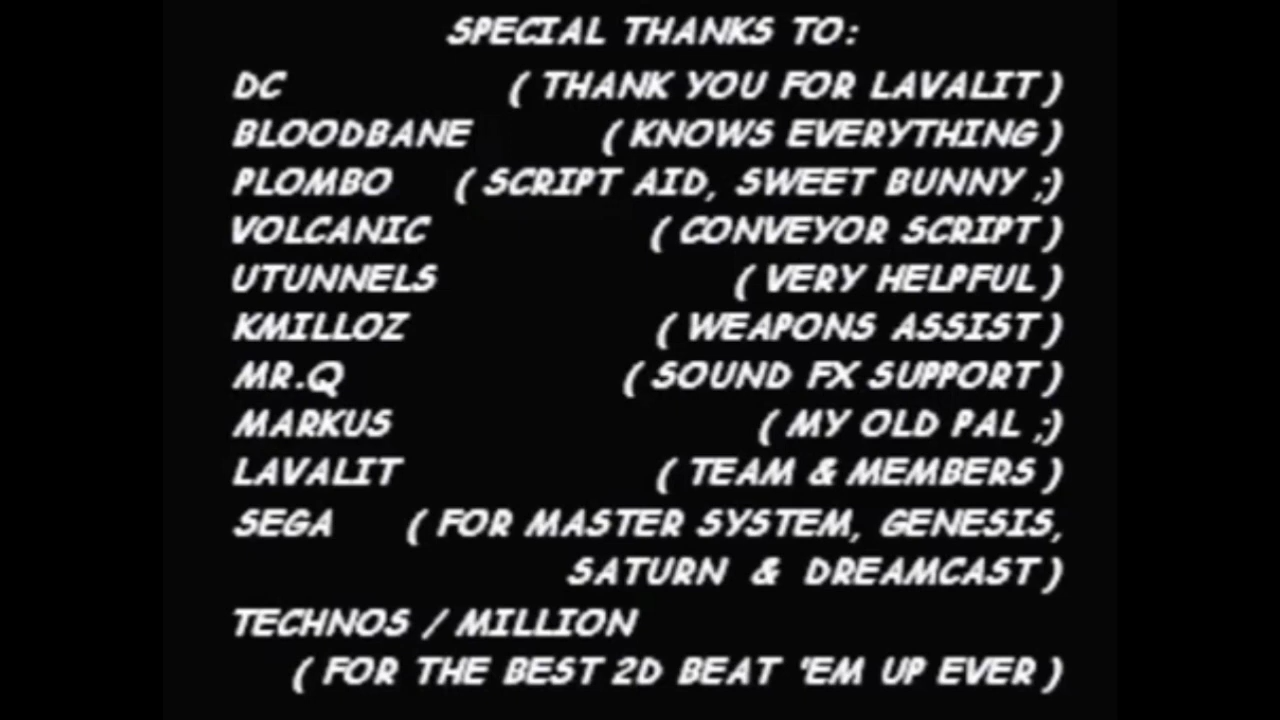 SPECIAL THANKS TO:
DC ( THANK YOU FOR LAVALIT )
BLOODBANE ( KNOWS EVERYTHING )
PLOMBO ( SCRIPT AID, SWEET BUNNY ;)
VOLCANIC ( CONVEYOR SCRIPT )
UTUNNELS ( VERY HELPFUL )
KMILLOZ ( WEAPONS ASSIST )
MR.Q ( SOUND FX SUPPORT )
MARKUS ( MY OLD PAL ;)
LAVALIT ( TEAM & MEMBERS )
SEGA ( FOR MASTER SYSTEM, GENESIS,
SATURN & DREAMCAST )
TECHNOS / MILLION
( FOR THE BEST 2D BEAT 'EM UP EVER )